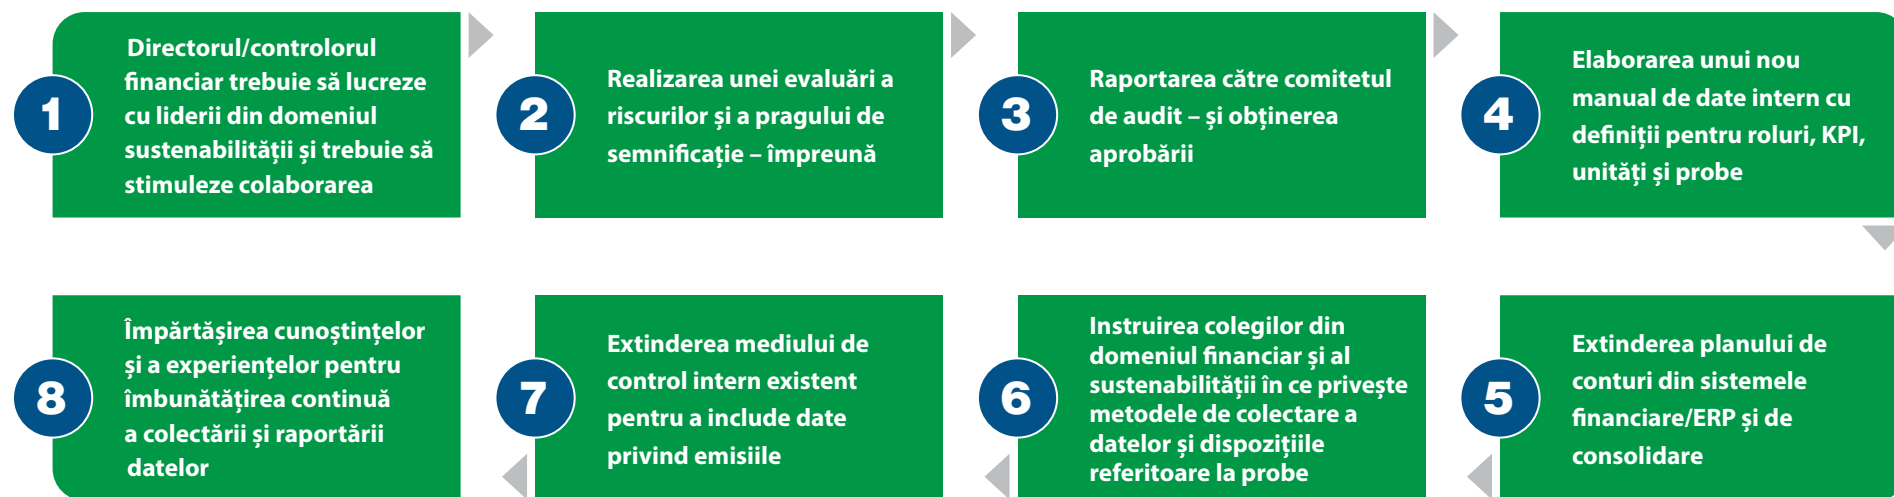 1
Directorul/controlorul
financiar trebuie să lucreze
cu liderii din domeniul
sustenabilității și trebuie să
stimuleze colaborarea
2
Realizarea unei evaluări a
riscurilor și a pragului de
semnificație – împreună
3
Raportarea către comitetul
de audit – și obținerea
aprobării
4
Elaborarea unui nou
manual de date intern cu
definiții pentru roluri, KPI,
unități și probe
5
Extinderea planului de
conturi din sistemele
financiare/ERP și de
consolidare
6
Instruirea colegilor din
domeniul financiar și al
sustenabilității în ce privește
metodele de colectare a
datelor și dispozițiile
referitoare la probe
7
Extinderea mediului de
control intern existent
pentru a include date
privind emisiile
8
Împărtășirea cunoștințelor
și a experiențelor pentru
îmbunătățirea continuă
a colectării și raportării
datelor